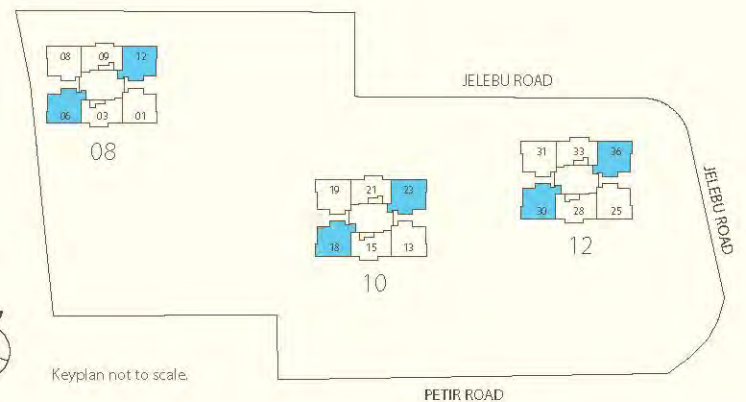 08 09 12
06 03 01
08
JELEBU ROAD
31 33 36
30 28 25
12
JELEBU ROAD
19 21 23
18 15 13
10
Keyplan not to scale.
PETIR ROAD